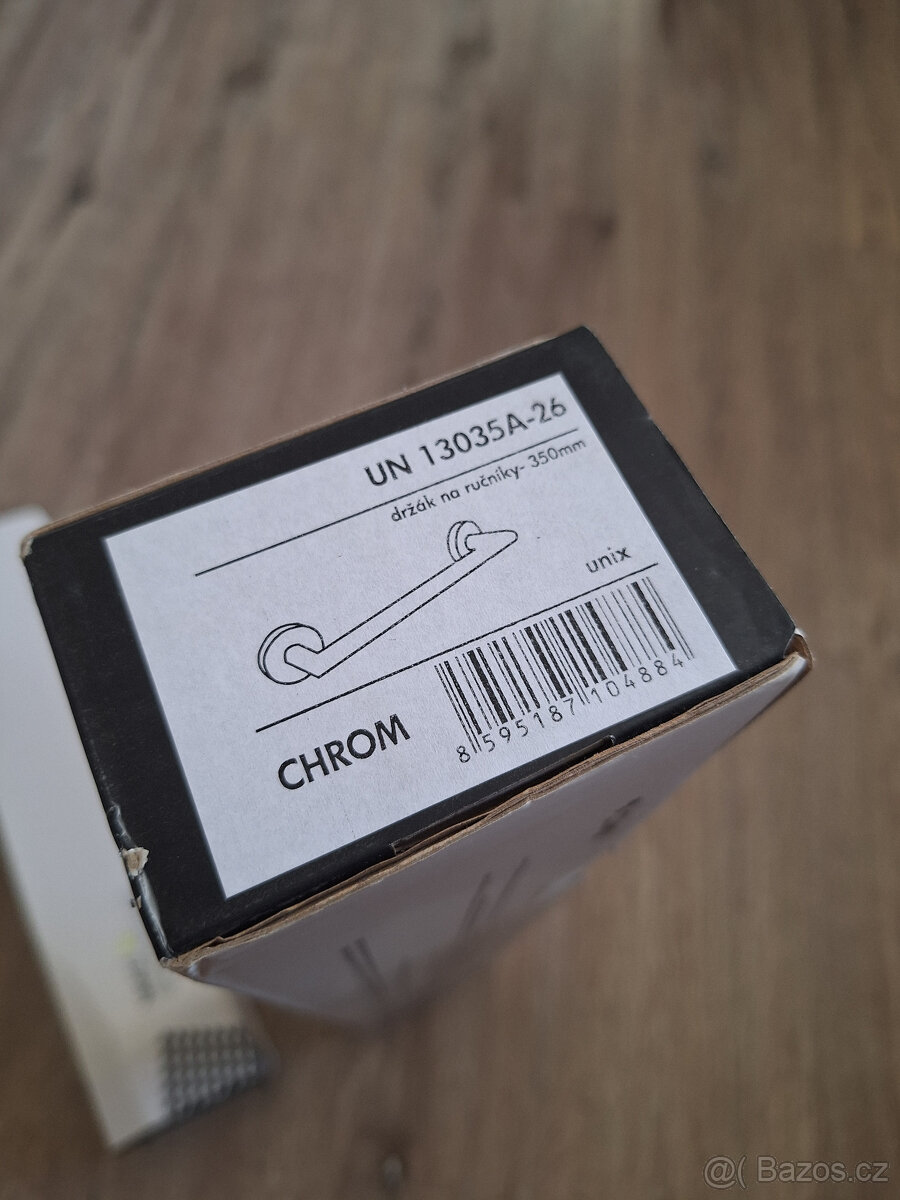 UN 13035A-26
držák na ručníky- 350mm
unix
CHROM
8 595187 104884
@( Bazos.cz